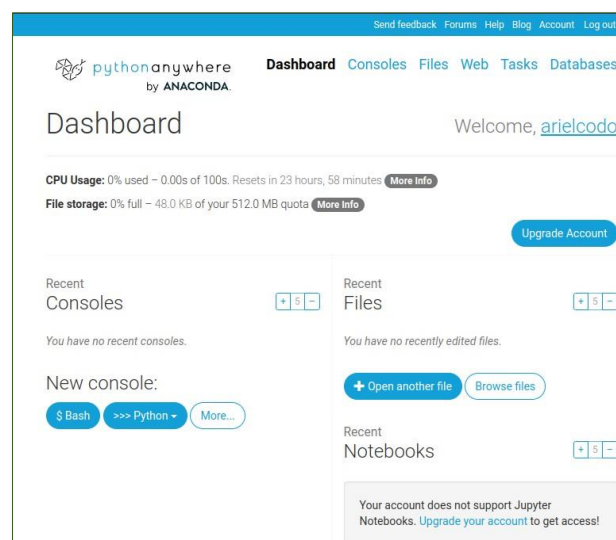 Send feedback Forums Help Blog Account Log out
pythonanywhere
by ANACONDA.
Dashboard Consoles Files Web Tasks Databases
Dashboard
Welcome, arielcodo
CPU Usage: 0% used – 0.00s of 100s. Resets in 23 hours, 58 minutes More Info
File storage: 0% full – 48.0 KB of your 512.0 MB quota More Info
Upgrade Account
Recent
Consoles
+ 5 −
You have no recent consoles.
New console:
$ Bash >>> Python More...
Recent
Files
+ 5 −
You have no recently edited files.
+ Open another file Browse files
Recent
Notebooks
+ 5 −
Your account does not support Jupyter
Notebooks. Upgrade your account to get access!